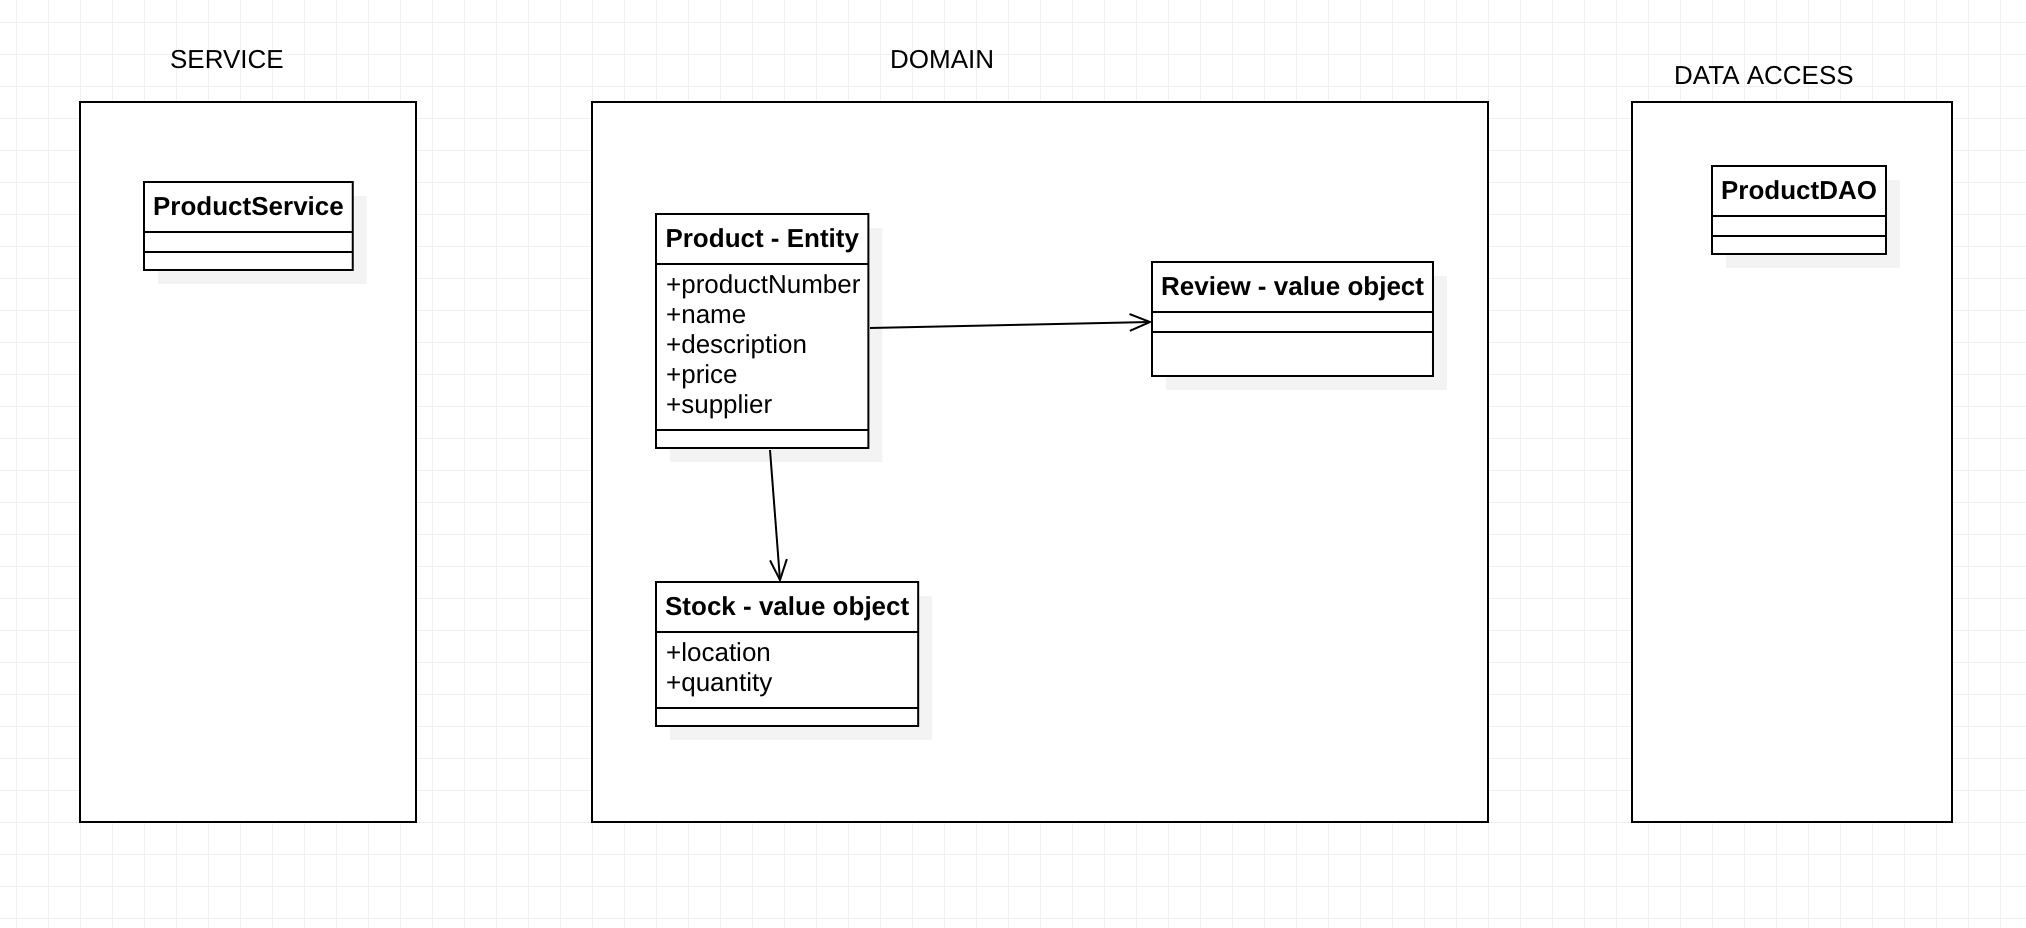 SERVICE
DOMAIN
DATA ACCESS
ProductService
Product - Entity
+productNumber
+name
+description
+price
+supplier
Review - value object
Stock - value object
+location
+quantity
ProductDAO